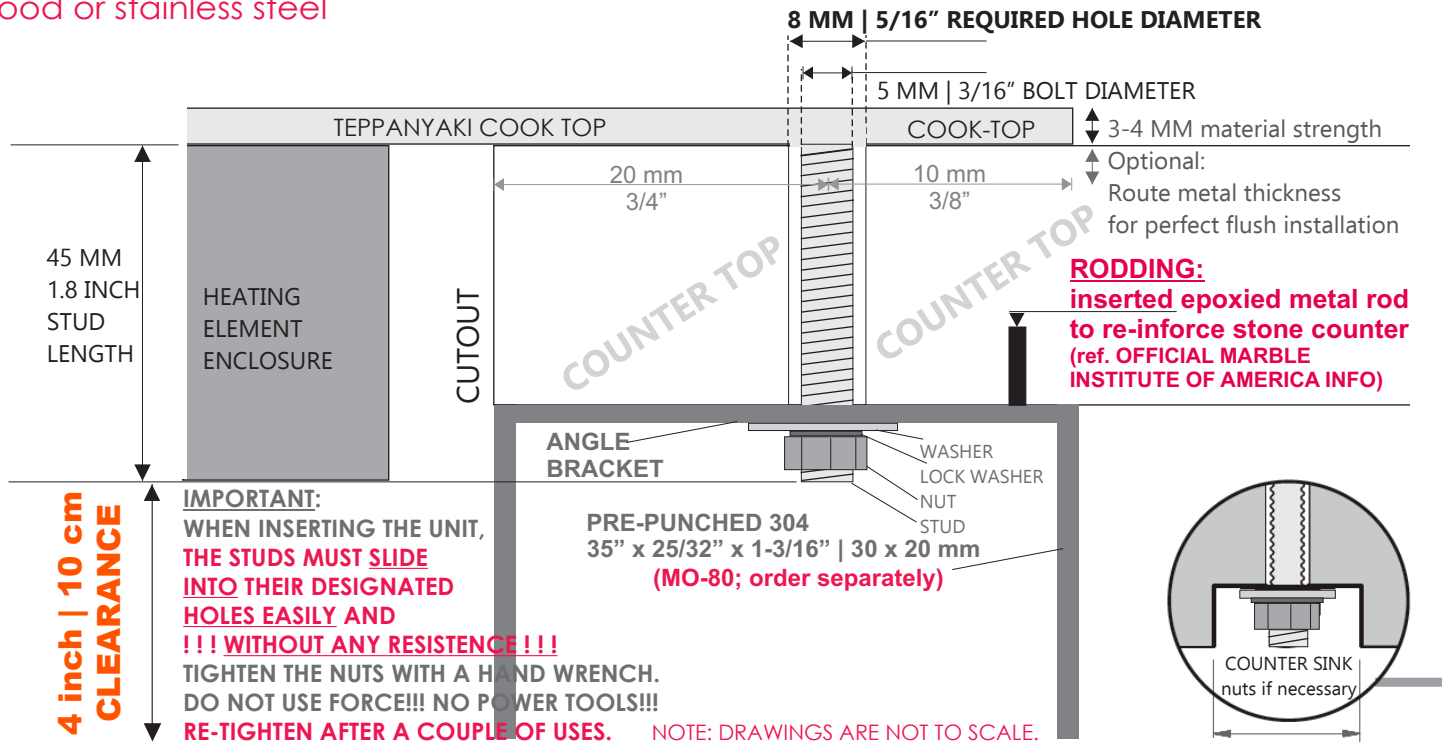 ood or stainless steel
8 MM | 5/16” REQUIRED HOLE DIAMETER
5 MM | 3/16” BOLT DIAMETER
TEPPANYAKI COOK TOP
COOK-TOP
3-4 MM material strength
Optional:
Route metal thickness
for perfect flush installation
20 mm
3/4”
10 mm
3/8”
COUNTER TOP
COUNTER TOP
45 MM
1.8 INCH
STUD
LENGTH
HEATING
ELEMENT
ENCLOSURE
CUTOUT
RODDING:
inserted epoxied metal rod
to re-inforce stone counter
(ref. OFFICIAL MARBLE
INSTITUTE OF AMERICA INFO)
ANGLE
BRACKET
WASHER
LOCK WASHER
NUT
STUD
4 inch | 10 cm
CLEARANCE
IMPORTANT:
WHEN INSERTING THE UNIT,
THE STUDS MUST SLIDE
INTO THEIR DESIGNATED
HOLES EASILY AND
! ! ! WITHOUT ANY RESISTENCE ! ! !
TIGHTEN THE NUTS WITH A HAND WRENCH.
DO NOT USE FORCE!!! NO POWER TOOLS!!!
RE-TIGHTEN AFTER A COUPLE OF USES.
PRE-PUNCHED 304
35” x 25/32” x 1-3/16” | 30 x 20 mm
(MO-80; order separately)
NOTE: DRAWINGS ARE NOT TO SCALE.
COUNTER SINK
nuts if necessary